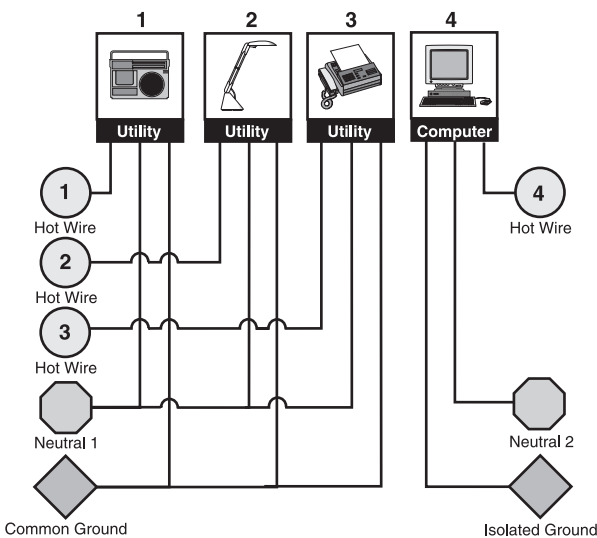 1 2 3 4
Utility Utility Utility Computer
1 4
Hot Wire Hot Wire
2
Hot Wire
3
Hot Wire
Neutral 1 Neutral 2
Common Ground Isolated Ground